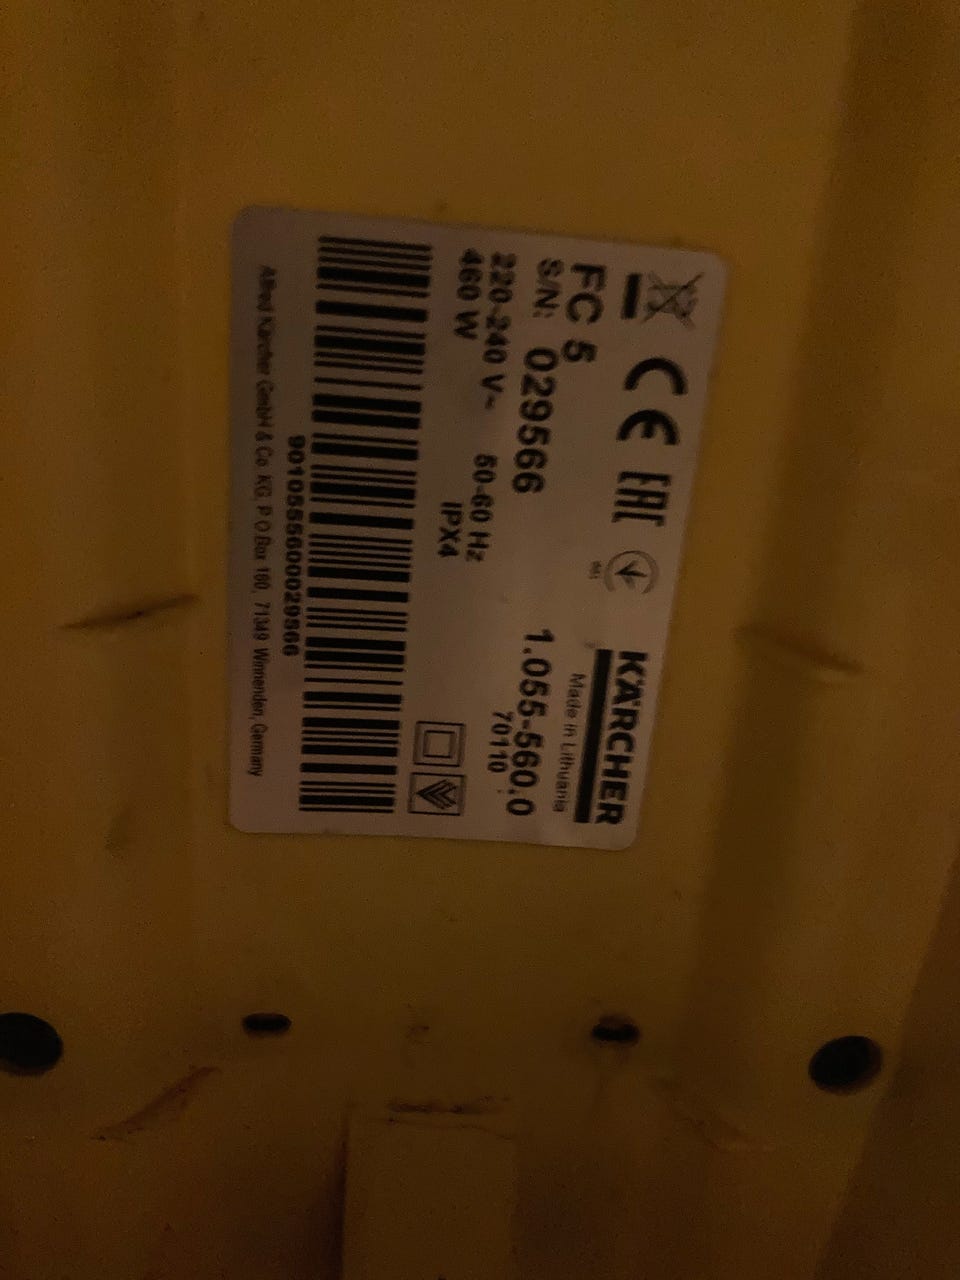 KÄRCHER
FC 5
Made in Lithuania
S/N: 029566
1.055-560.0
220-240 V~ 50-60 Hz
70110
460 W
IPX4
9010556000029566
Alfred Kärcher GmbH & Co. KG, P.O.Box 160, 71349 Winnenden, Germany